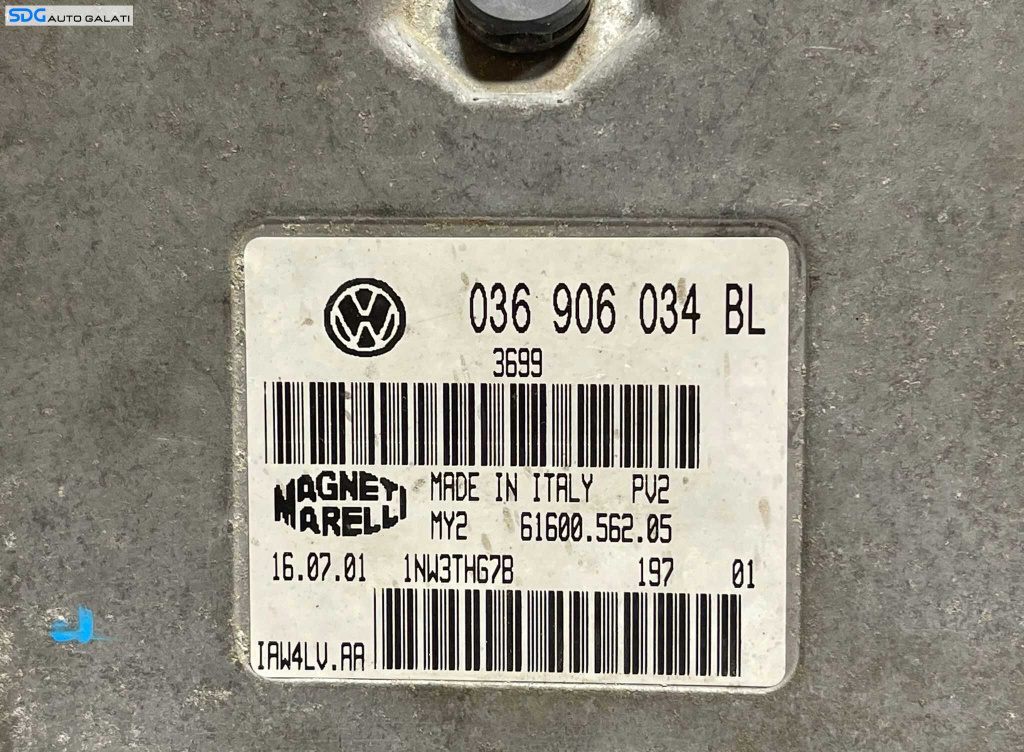 SDG AUTO GALATI
036 906 034 BL
3699
MAGNETI MARELLI
MADE IN ITALY PV2
MY2 61600.562.05
16.07.01 1NW3THG7B 197 01
IAW4LV.AA